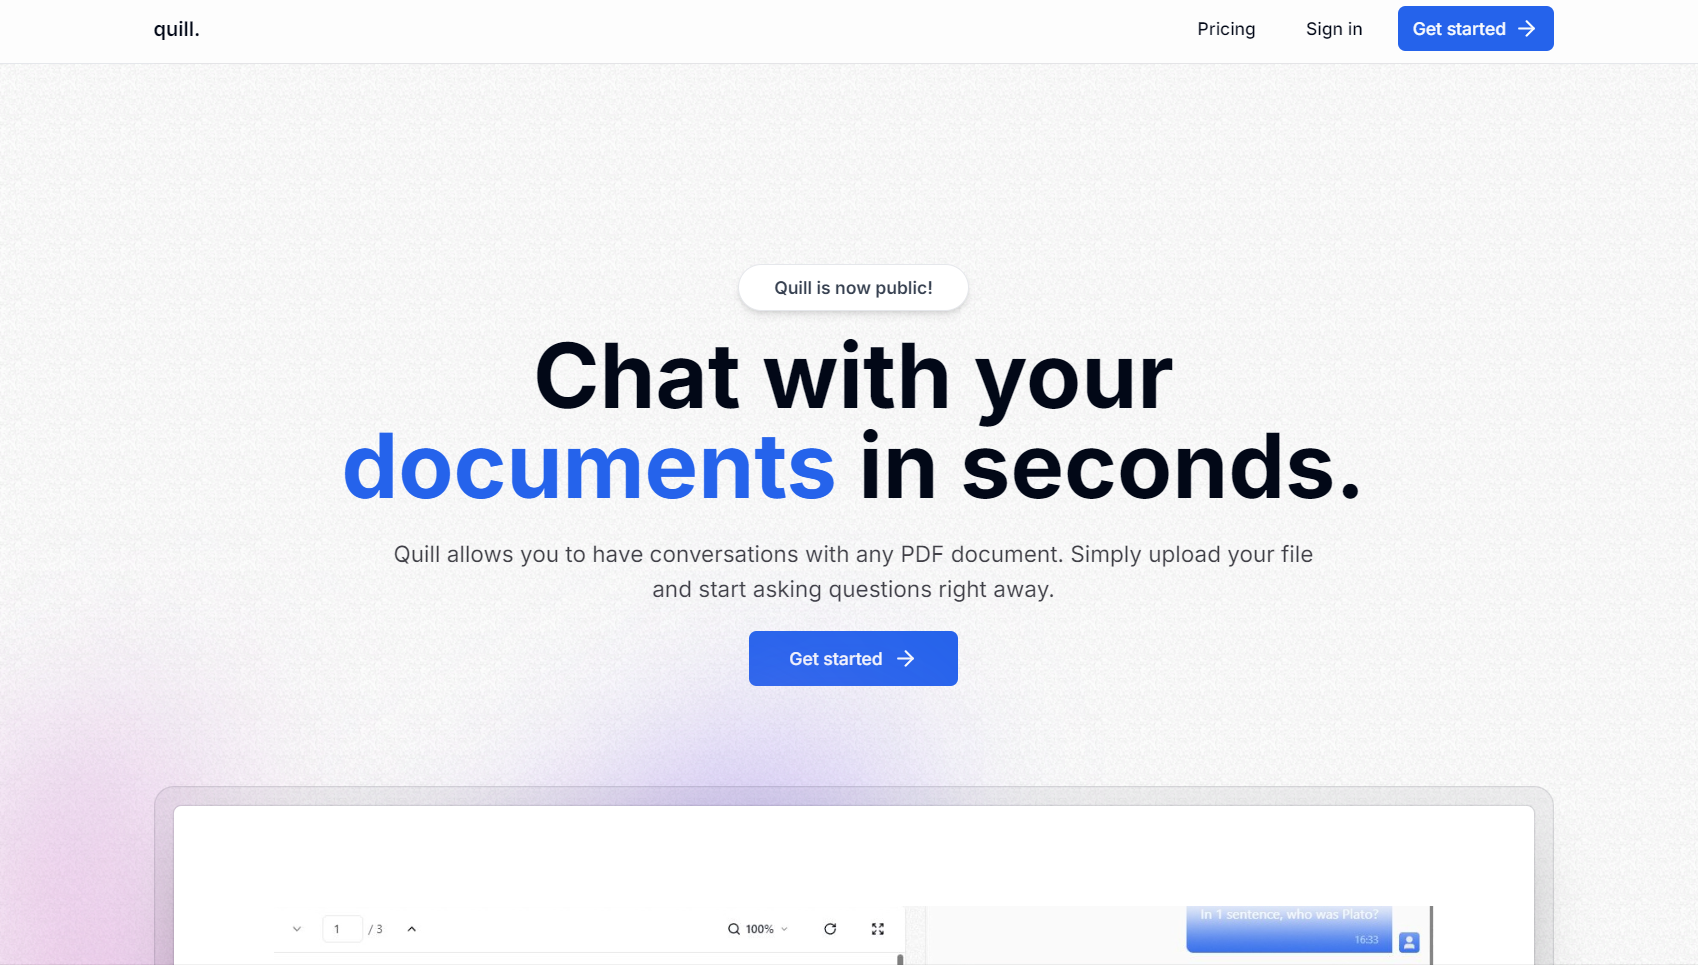 quill.
Pricing
Sign in
Get started
Quill is now public!
Chat with your
documents in seconds.
Quill allows you to have conversations with any PDF document. Simply upload your file
and start asking questions right away.
Get started
1 / 3
100%
In 1 sentence, who was Plato?
16:33